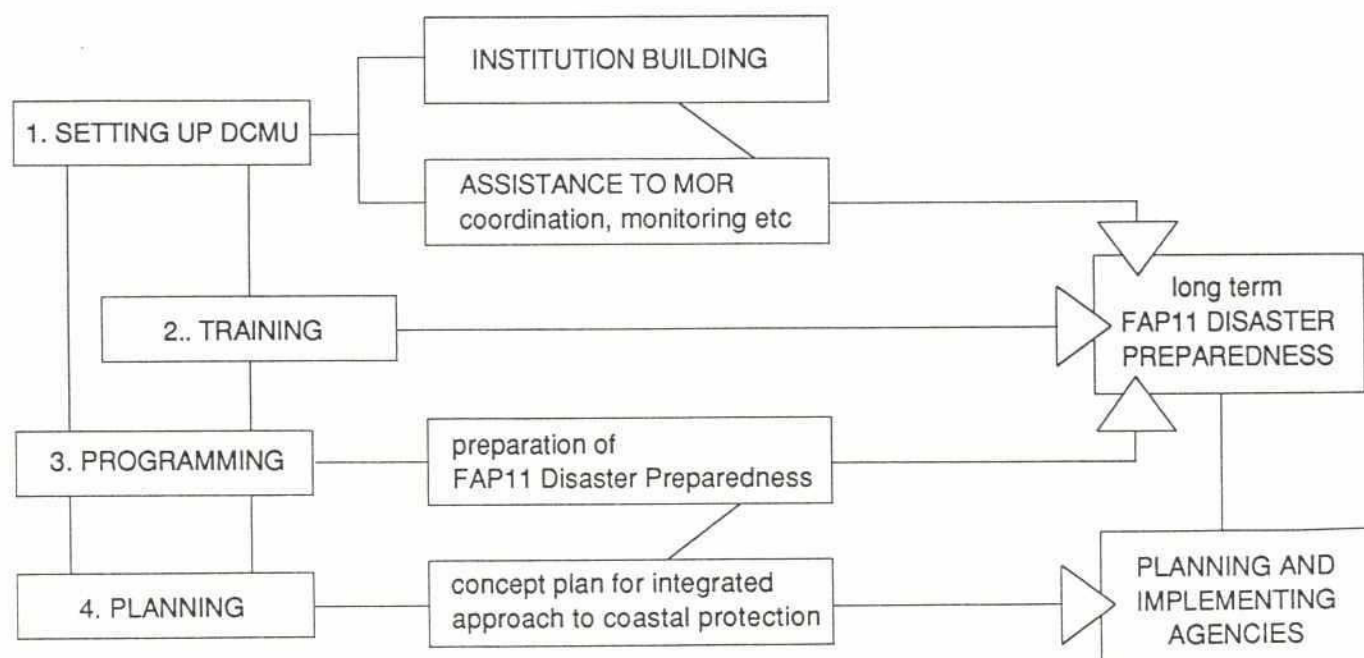 INSTITUTION BUILDING
1. SETTING UP DCMU
ASSISTANCE TO MOR
coordination, monitoring etc
long term
FAP11 DISASTER
PREPAREDNESS
2.. TRAINING
3. PROGRAMMING
preparation of
FAP11 Disaster Preparedness
4. PLANNING
concept plan for integrated
approach to coastal protection
PLANNING AND
IMPLEMENTING
AGENCIES